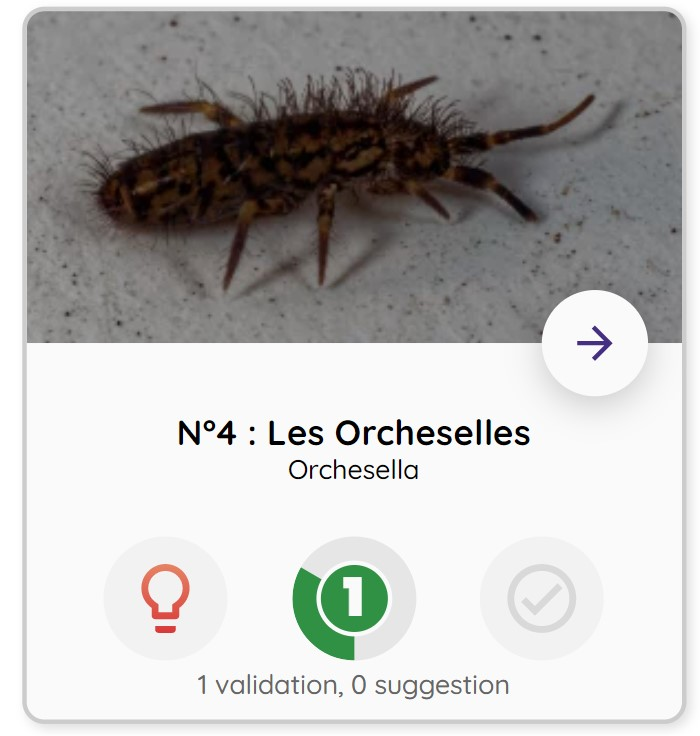 N°4 : Les Orcheselles
Orchesella
1
1 validation, 0 suggestion